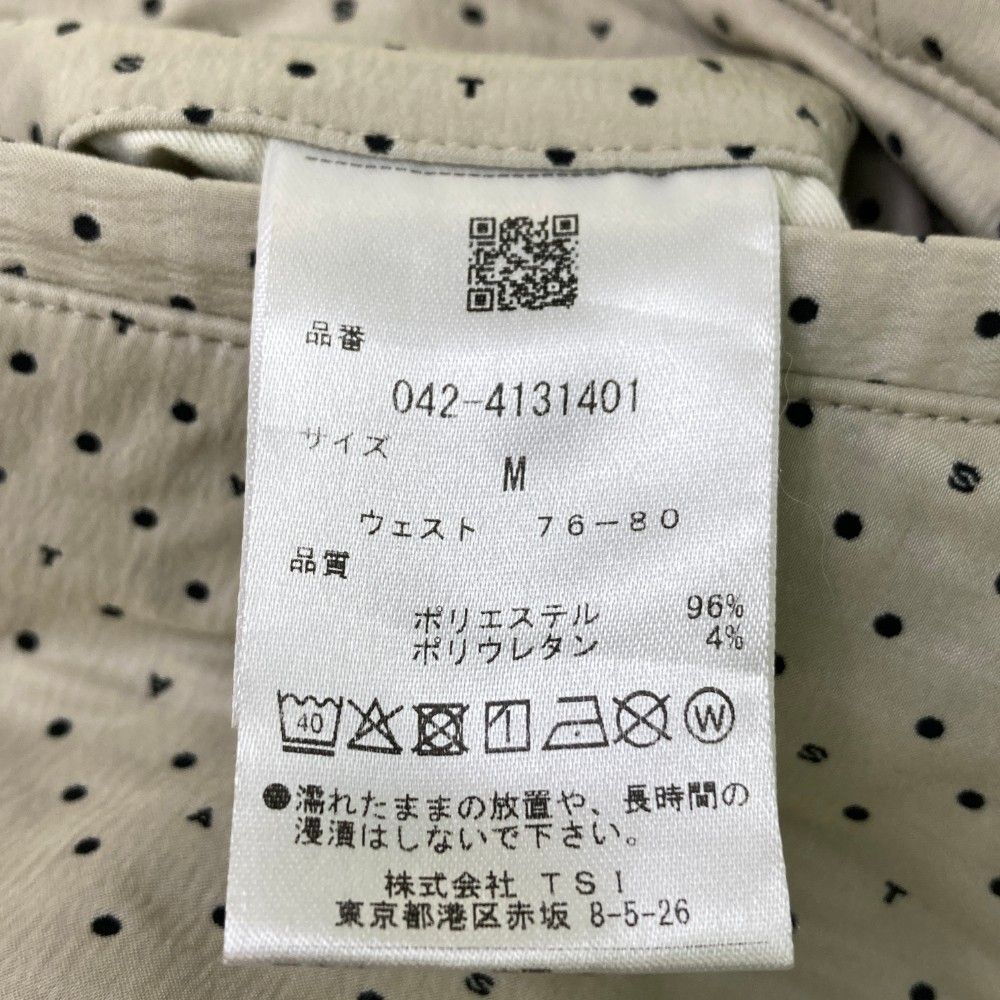 品番
042-4131401
サイズ
M
ウェスト 76-80
品質
ポリエステル 96%
ポリウレタン 4%
40
W
●濡れたままの放置や、長時間の
浸漬はしないで下さい。
株式会社 TSI
東京都港区赤坂 8-5-26